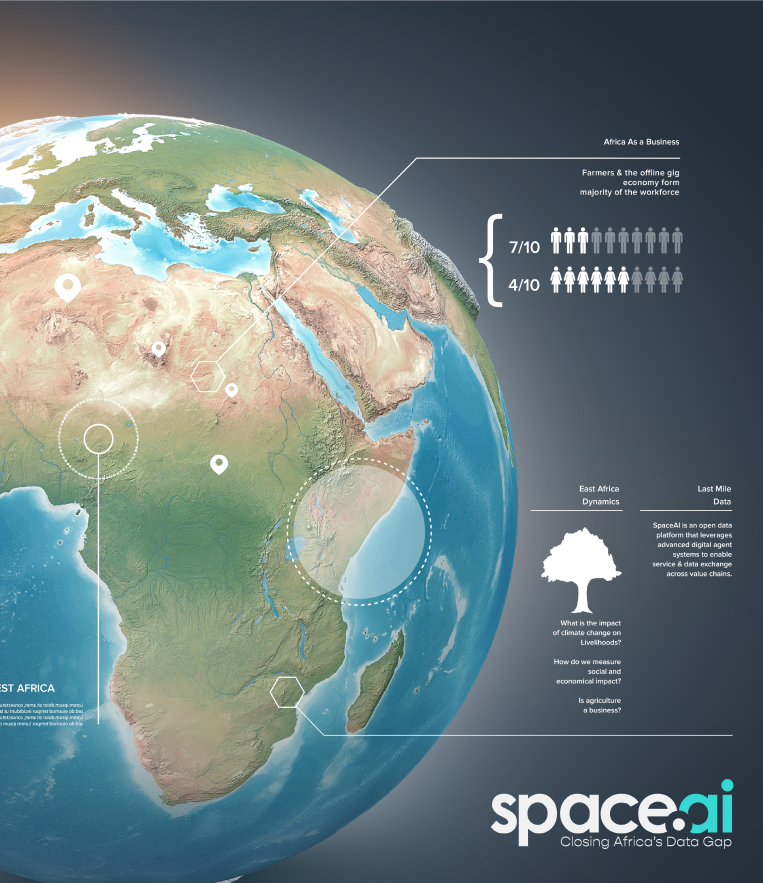 Africa As a Business
Farmers & the offline gig
economy form
majority of the workforce
7/10
4/10
East Africa
Dynamics
What is the impact
of climate change on
Livelihoods?
How do we measure
social and
economical impact?
Is agriculture
a business?
Last Mile
Data
SpaceAI is an open data
platform that leverages
advanced digital agent
systems to enable
service & data exchange
across value chains.
EST AFRICA
space.ai
Closing Africa's Data Gap